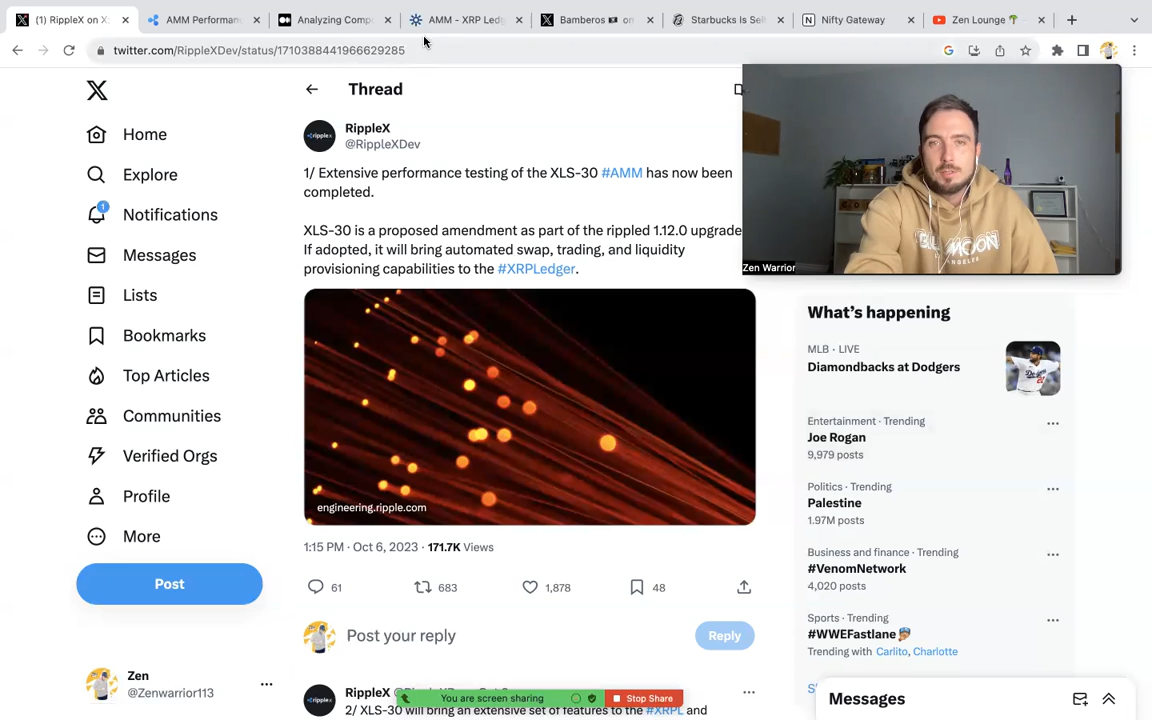 (1) RippleX on X:
AMM Performan
Analyzing Comp
AMM - XRP Led
Bamberos on
Starbucks Is Sel
Nifty Gateway
Zen Lounge
twitter.com/RippleXDev/status/1710388441966629285
Thread
RippleX
@RippleXDev
1/ Extensive performance testing of the XLS-30 #AMM has now been
completed.
XLS-30 is a proposed amendment as part of the rippled 1.12.0 upgrade
If adopted, it will bring automated swap, trading, and liquidity
provisioning capabilities to the #XRPLedger.
engineering.ripple.com
1:15 PM · Oct 6, 2023 · 171.7K Views
61
683
1,878
48
Post your reply
Reply
RippleX
2/ XLS-30 will bring an extensive set of features to the #XRPL and
Home
Explore
1
Notifications
Messages
Lists
Bookmarks
Top Articles
Communities
Verified Orgs
Profile
More
Post
Zen
@Zenwarrior113
You are screen sharing
Stop Share
Zen Warrior
What's happening
MLB · LIVE
Diamondbacks at Dodgers
Entertainment · Trending
Joe Rogan
9,979 posts
Politics · Trending
Palestine
1.97M posts
Business and finance · Trending
#VenomNetwork
4,020 posts
Sports · Trending
#WWEFastlane
Trending with Carlito, Charlotte
Messages